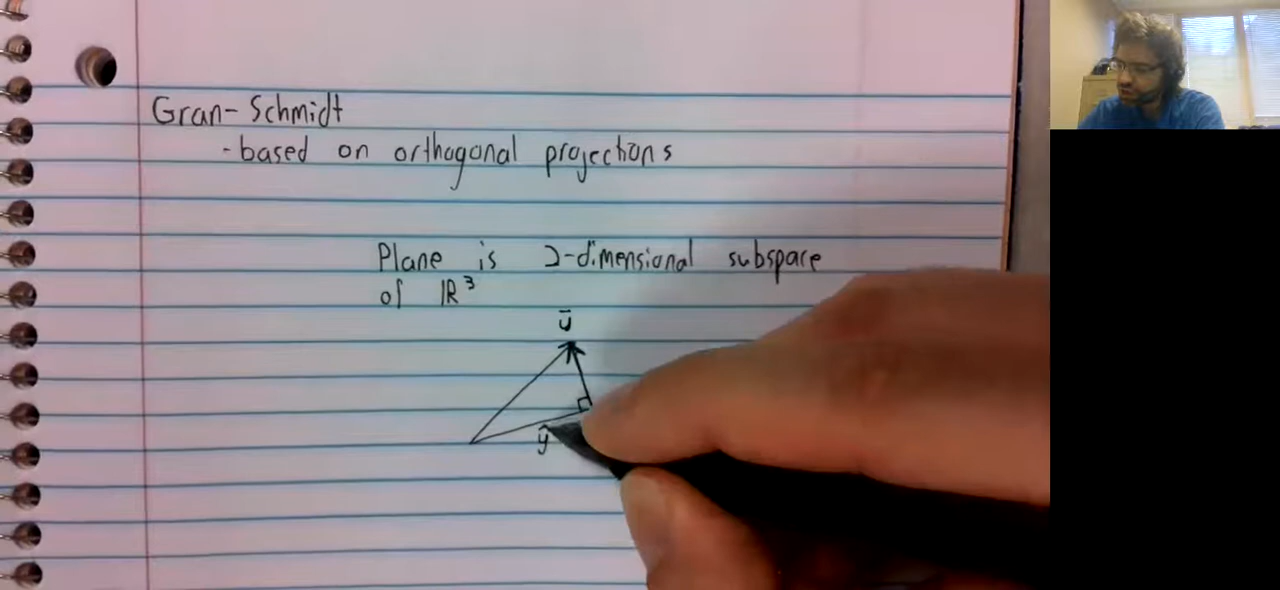 Gran-Schmidt
- based on orthogonal projections
Plane is 2-dimensional subspace
of ℝ³
ū